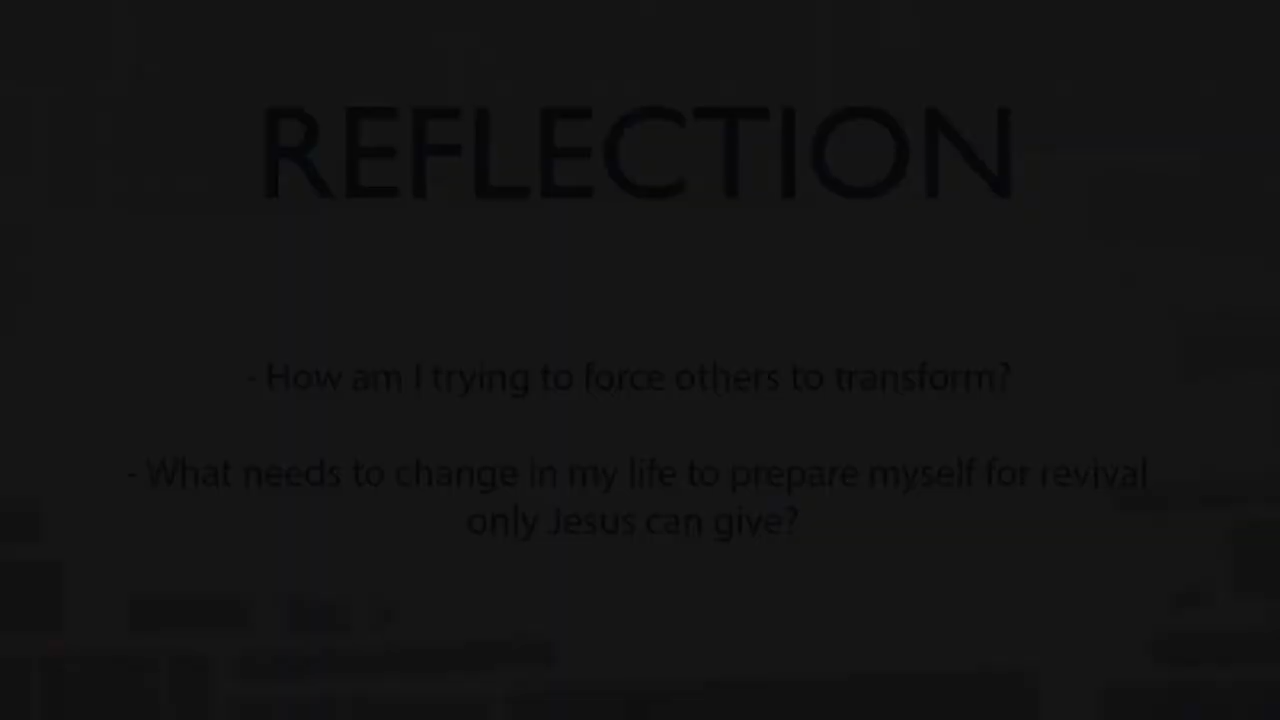 REFLECTION
- How am I trying to force others to transform?
- What needs to change in my life to prepare myself for revival
only Jesus can give?